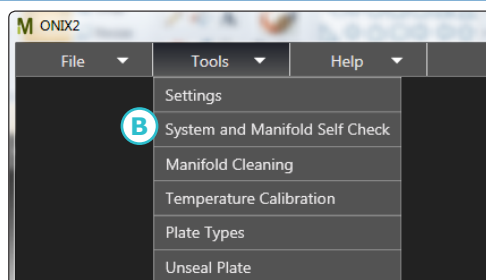 M ONIX2
File Tools Help
Settings
B System and Manifold Self Check
Manifold Cleaning
Temperature Calibration
Plate Types
Unseal Plate